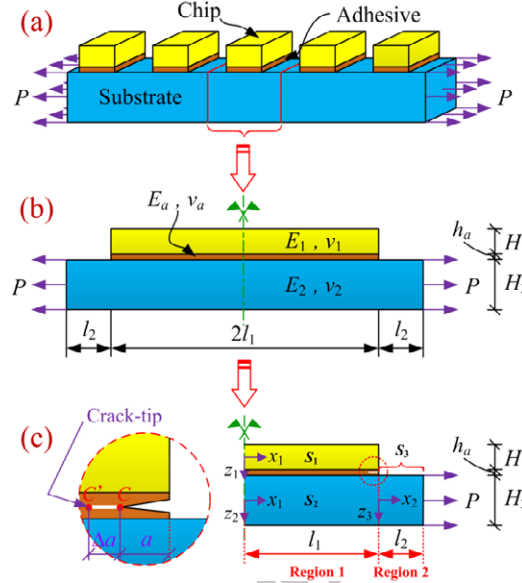 (a)
Chip
Adhesive
P
Substrate
P
(b)
Eₐ , vₐ
E₁ , v₁
hₐ
H
P
E₂ , v₂
P
H
l₂
2l₁
l₂
(c)
Crack-tip
C' C
Δa a
x₁ s₁ s₃
z₁
x₁ s₂ x₂ P
z₂ z₃
hₐ
H
H
l₁ l₂
Region 1 Region 2